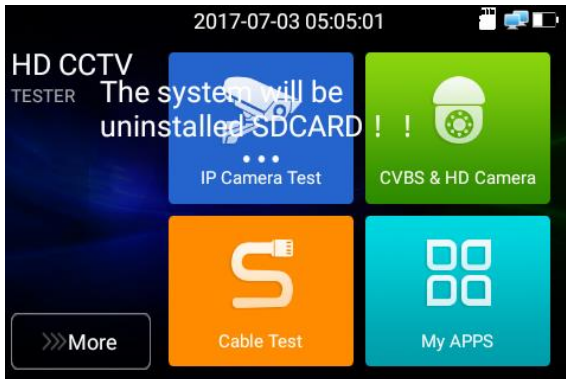 2017-07-03 05:05:01
HD CCTV
TESTER
The system will be
uninstalled SDCARD！！
IP Camera Test
CVBS & HD Camera
Cable Test
My APPS
More